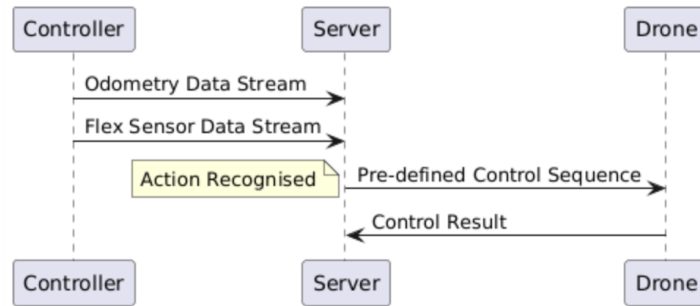 Controller Server Drone
Odometry Data Stream
Flex Sensor Data Stream
Action Recognised Pre-defined Control Sequence
Control Result
Controller Server Drone